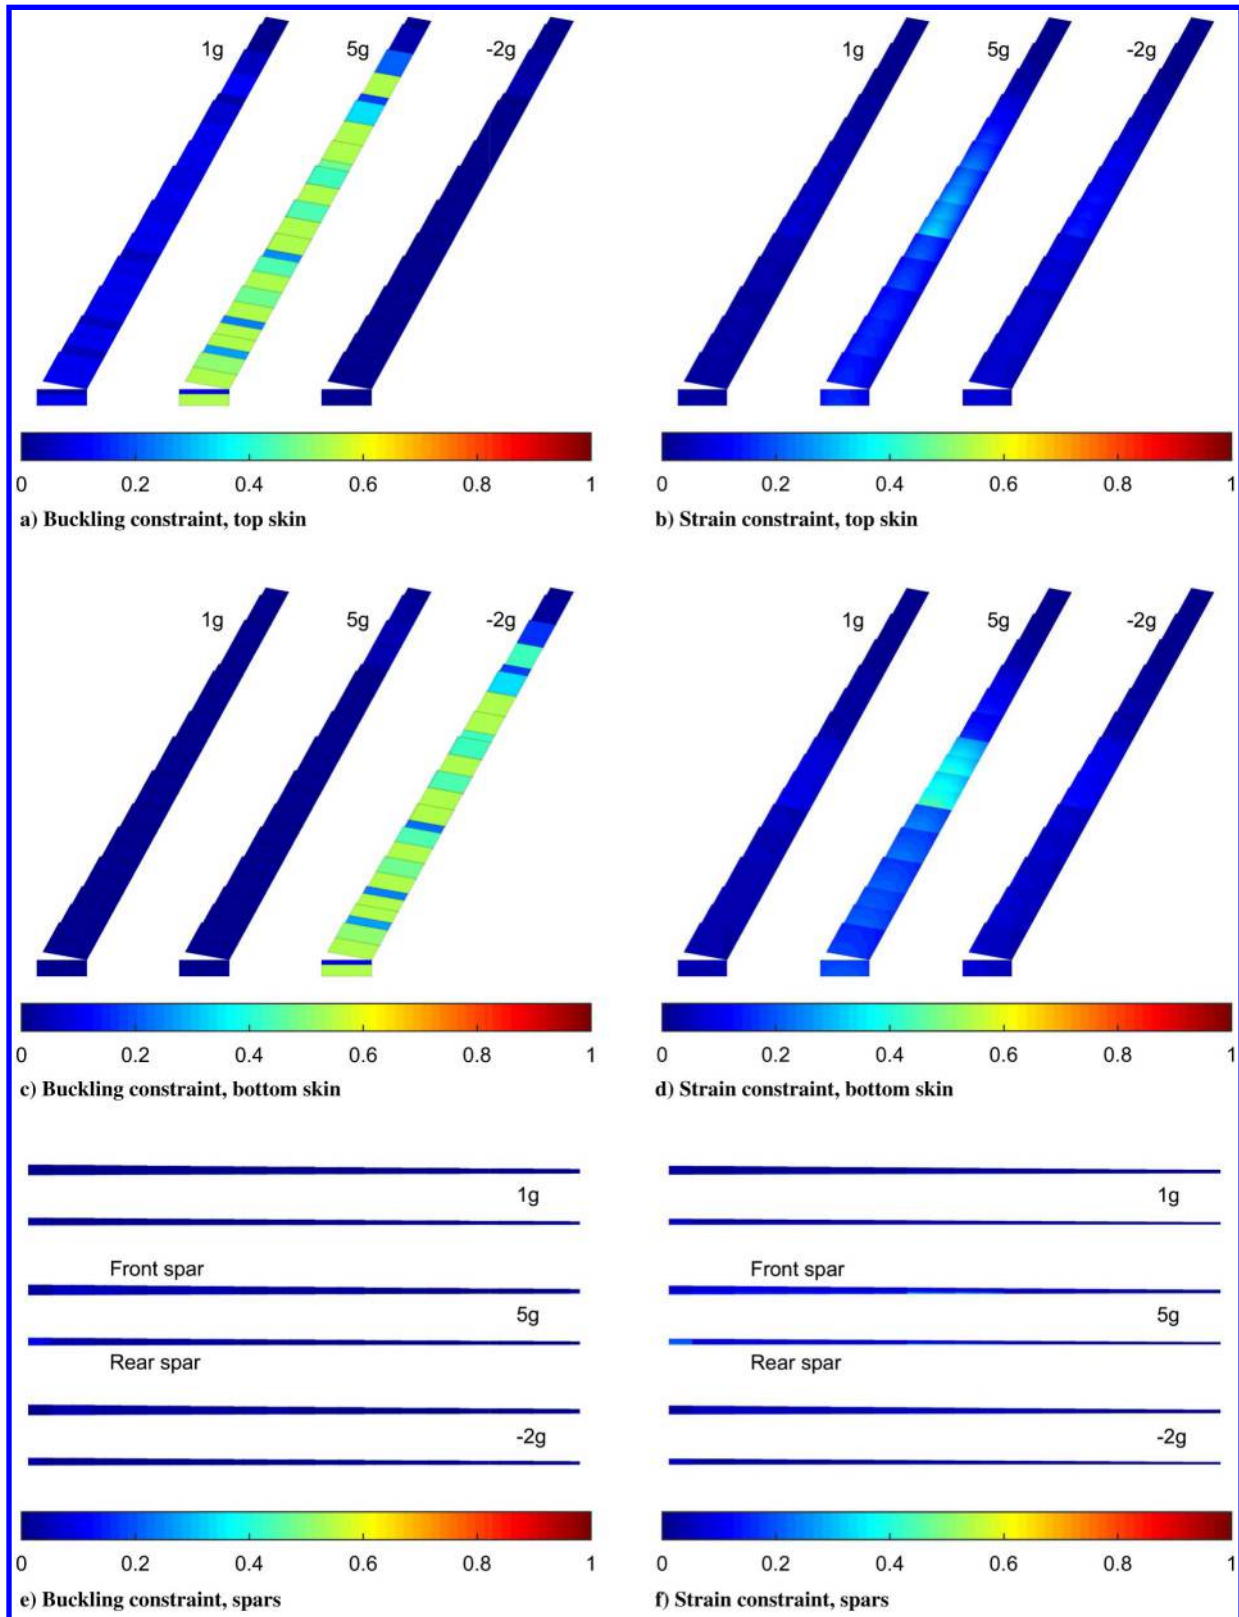 1g 5g -2g 1g 5g -2g
0 0.2 0.4 0.6 0.8 1 0 0.2 0.4 0.6 0.8 1
a) Buckling constraint, top skin b) Strain constraint, top skin
1g 5g -2g 1g 5g -2g
0 0.2 0.4 0.6 0.8 1 0 0.2 0.4 0.6 0.8 1
c) Buckling constraint, bottom skin d) Strain constraint, bottom skin
1g 1g
Front spar Front spar
5g 5g
Rear spar Rear spar
-2g -2g
0 0.2 0.4 0.6 0.8 1 0 0.2 0.4 0.6 0.8 1
e) Buckling constraint, spars f) Strain constraint, spars